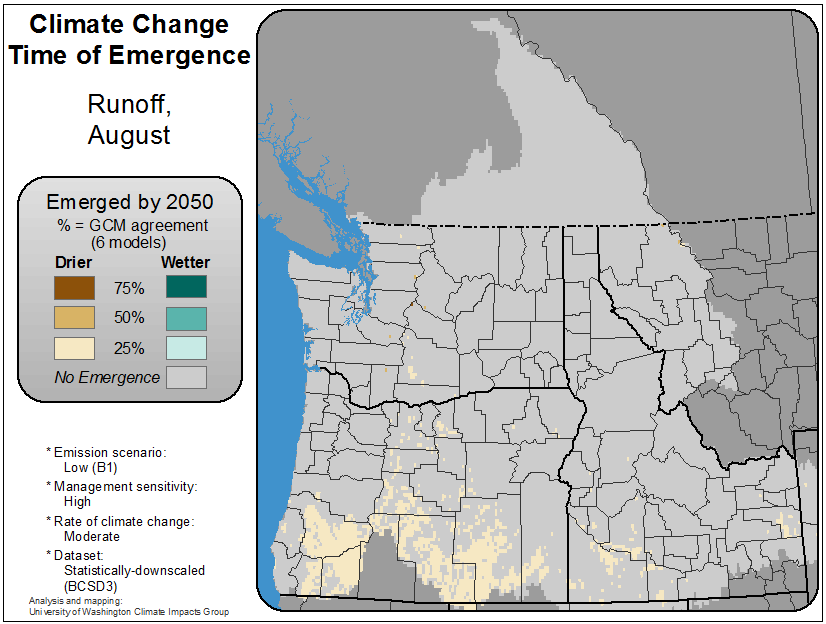 Climate Change
Time of Emergence
Runoff,
August
Emerged by 2050
% = GCM agreement
(6 models)
Drier Wetter
75%
50%
25%
No Emergence
* Emission scenario:
Low (B1)
* Management sensitivity:
High
* Rate of climate change:
Moderate
* Dataset:
Statistically-downscaled
(BCSD3)
Analysis and mapping:
University of Washington Climate Impacts Group